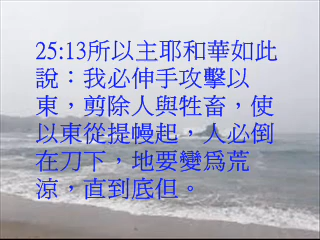 25:13所以主耶和華如此
說：我必伸手攻擊以
東，剪除人與牲畜，使
以東從提幔起，人必倒
在刀下，地要變為荒
涼，直到底但。